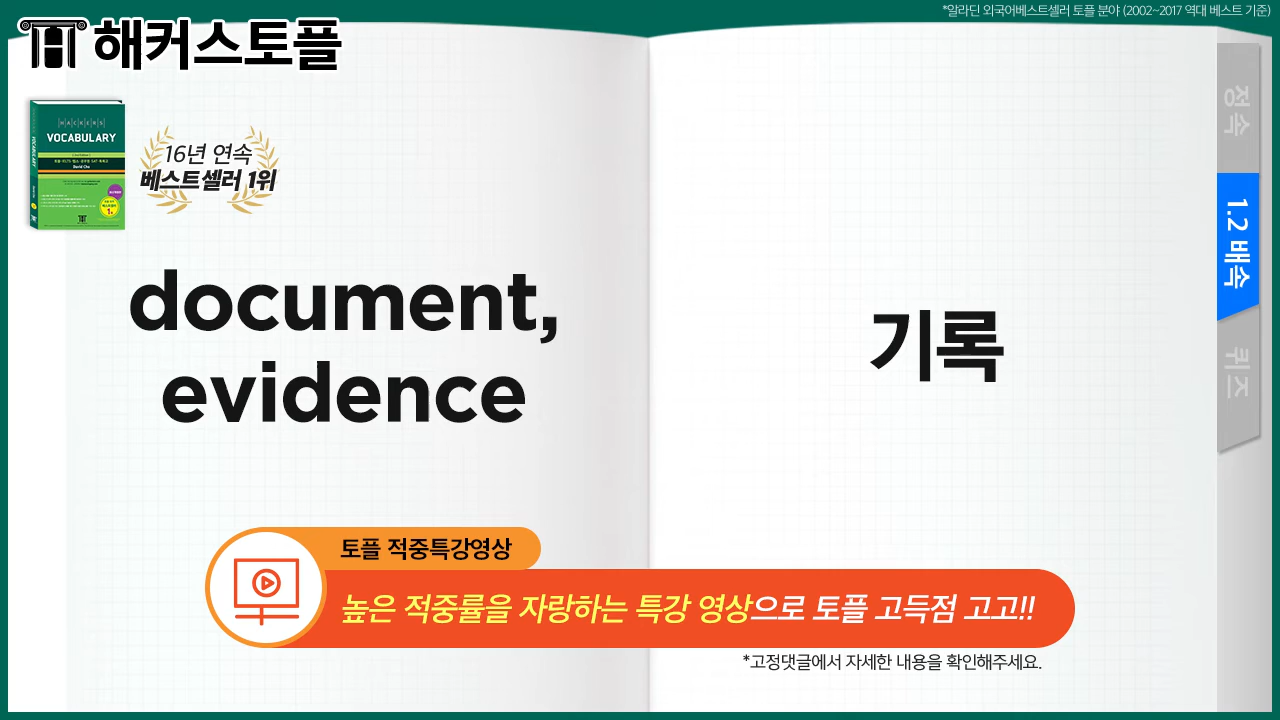 *알라딘 외국어베스트셀러 토플 분야 (2002~2017 역대 베스트 기준)
해커스토플
HACKERS
VOCABULARY
16년 연속
베스트셀러 1위
정속
1.2 배속
퀴즈
document,
evidence
기록
토플 적중특강영상
높은 적중률을 자랑하는 특강 영상으로 토플 고득점 고고!!
*고정댓글에서 자세한 내용을 확인해주세요.